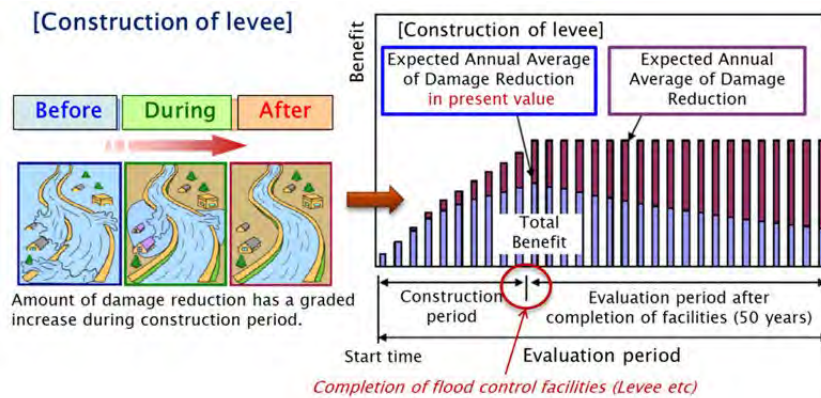 [Construction of levee]
Before
During
After
Amount of damage reduction has a graded
increase during construction period.
Benefit
[Construction of levee]
Expected Annual Average
of Damage Reduction
in present value
Expected Annual
Average of Damage
Reduction
Total
Benefit
Construction
period
Evaluation period after
completion of facilities (50 years)
Start time
Evaluation period
Completion of flood control facilities (Levee etc)